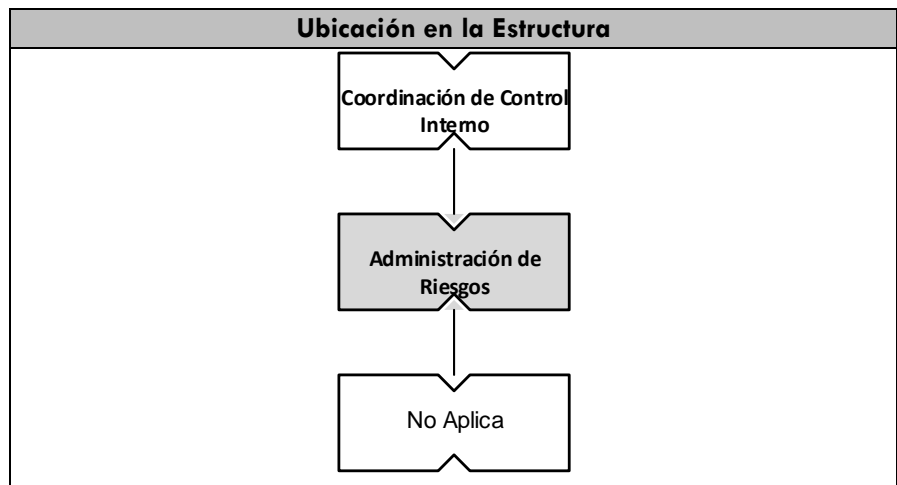 Ubicación en la Estructura
Coordinación de Control
Interno
Administración de
Riesgos
No Aplica